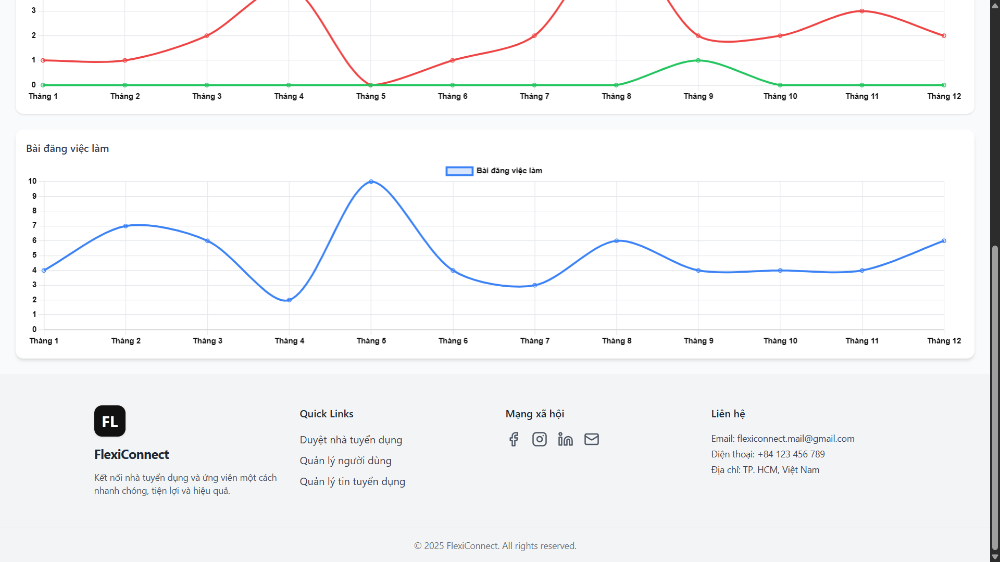 3
2
1
0
Tháng 1 Tháng 2 Tháng 3 Tháng 4 Tháng 5 Tháng 6 Tháng 7 Tháng 8 Tháng 9 Tháng 10 Tháng 11 Tháng 12
Bài đăng việc làm
Bài đăng việc làm
10
9
8
7
6
5
4
3
2
1
0
Tháng 1 Tháng 2 Tháng 3 Tháng 4 Tháng 5 Tháng 6 Tháng 7 Tháng 8 Tháng 9 Tháng 10 Tháng 11 Tháng 12
FL
FlexiConnect
Kết nối nhà tuyển dụng và ứng viên một cách
nhanh chóng, tiện lợi và hiệu quả.
Quick Links
Duyệt nhà tuyển dụng
Quản lý người dùng
Quản lý tin tuyển dụng
Mạng xã hội
Liên hệ
Email: flexiconnect.mail@gmail.com
Điện thoại: +84 123 456 789
Địa chỉ: TP. HCM, Việt Nam
© 2025 FlexiConnect. All rights reserved.